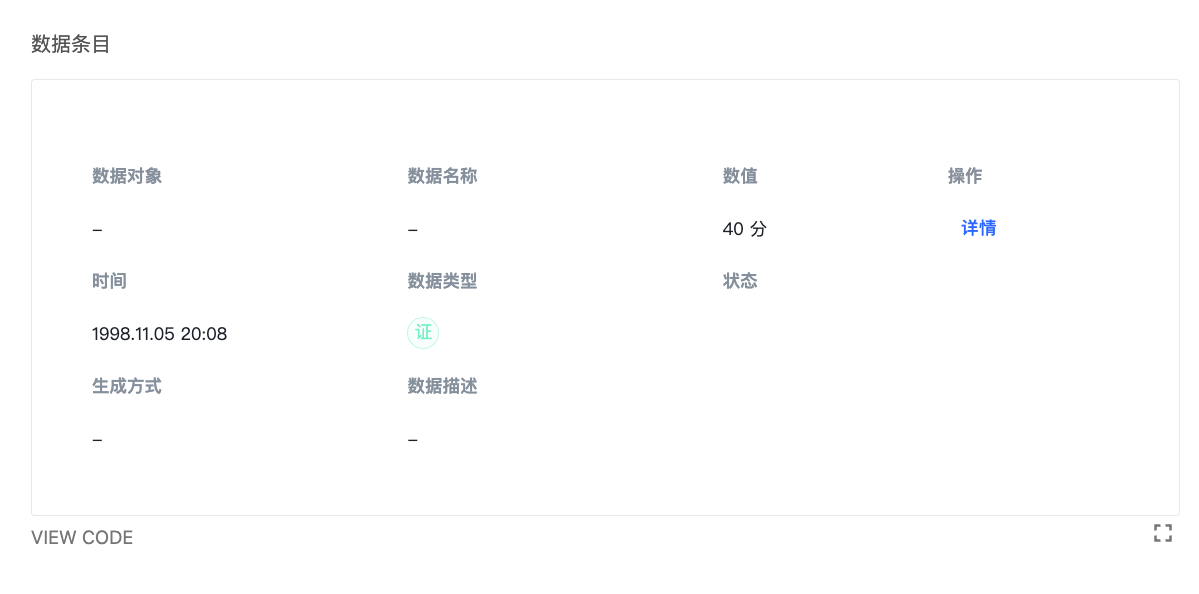 数据条目
数据对象 数据名称 数值 操作
– – 40 分 详情
时间 数据类型 状态
1998.11.05 20:08 证
生成方式 数据描述
– –
VIEW CODE